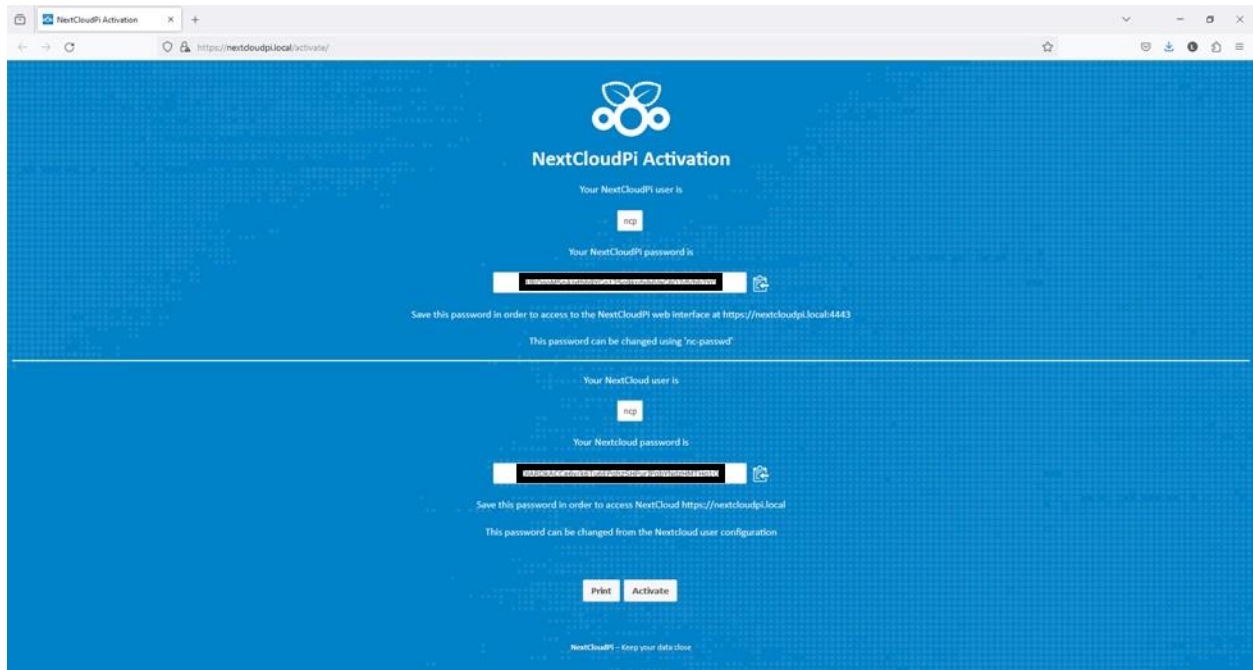 NextCloudPi Activation
https://nextcloudpi.local/activate/
NextCloudPi Activation
Your NextCloudPi user is
ncp
Your NextCloudPi password is
Save this password in order to access to the NextCloudPi web interface at https://nextcloudpi.local:4443
This password can be changed using 'nc-passwd'
Your NextCloud user is
ncp
Your Nextcloud password is
Save this password in order to access NextCloud https://nextcloudpi.local
This password can be changed from the Nextcloud user configuration
Print Activate
NextCloudPi – Keep your data close